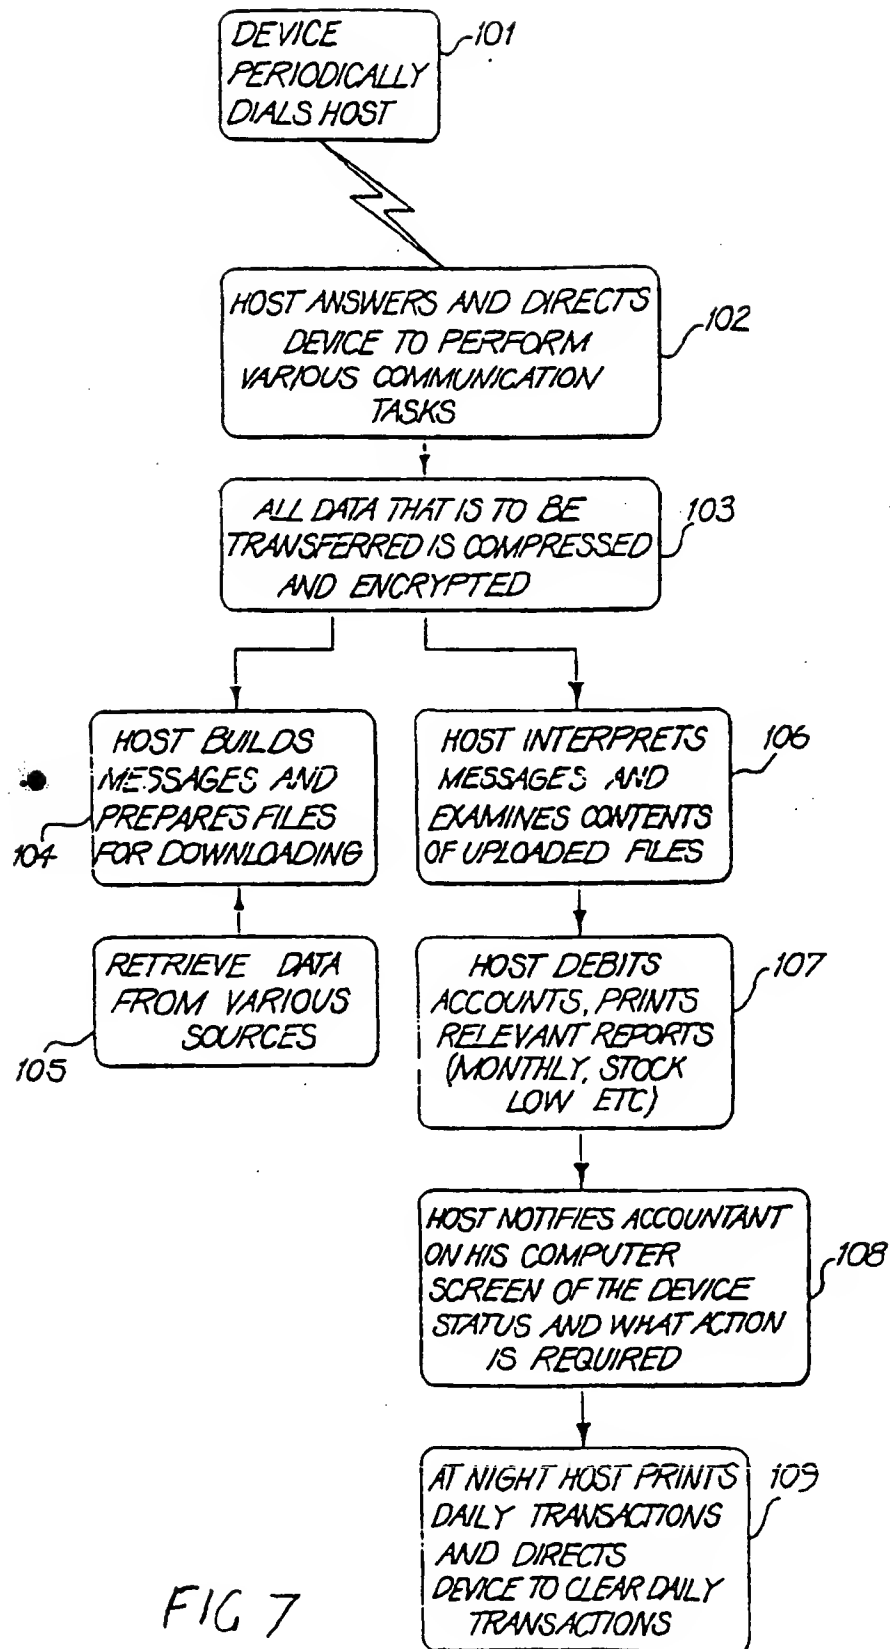 DEVICE
PERIODICALLY
DIALS HOST
101
HOST ANSWERS AND DIRECTS
DEVICE TO PERFORM
VARIOUS COMMUNICATION
TASKS
102
ALL DATA THAT IS TO BE
TRANSFERRED IS COMPRESSED
AND ENCRYPTED
103
HOST BUILDS
MESSAGES AND
PREPARES FILES
FOR DOWNLOADING
104
RETRIEVE DATA
FROM VARIOUS
SOURCES
105
HOST INTERPRETS
MESSAGES AND
EXAMINES CONTENTS
OF UPLOADED FILES
106
HOST DEBITS
ACCOUNTS, PRINTS
RELEVANT REPORTS
(MONTHLY, STOCK
LOW ETC)
107
HOST NOTIFIES ACCOUNTANT
ON HIS COMPUTER
SCREEN OF THE DEVICE
STATUS AND WHAT ACTION
IS REQUIRED
108
AT NIGHT HOST PRINTS
DAILY TRANSACTIONS
AND DIRECTS
DEVICE TO CLEAR DAILY
TRANSACTIONS
109
FIG 7